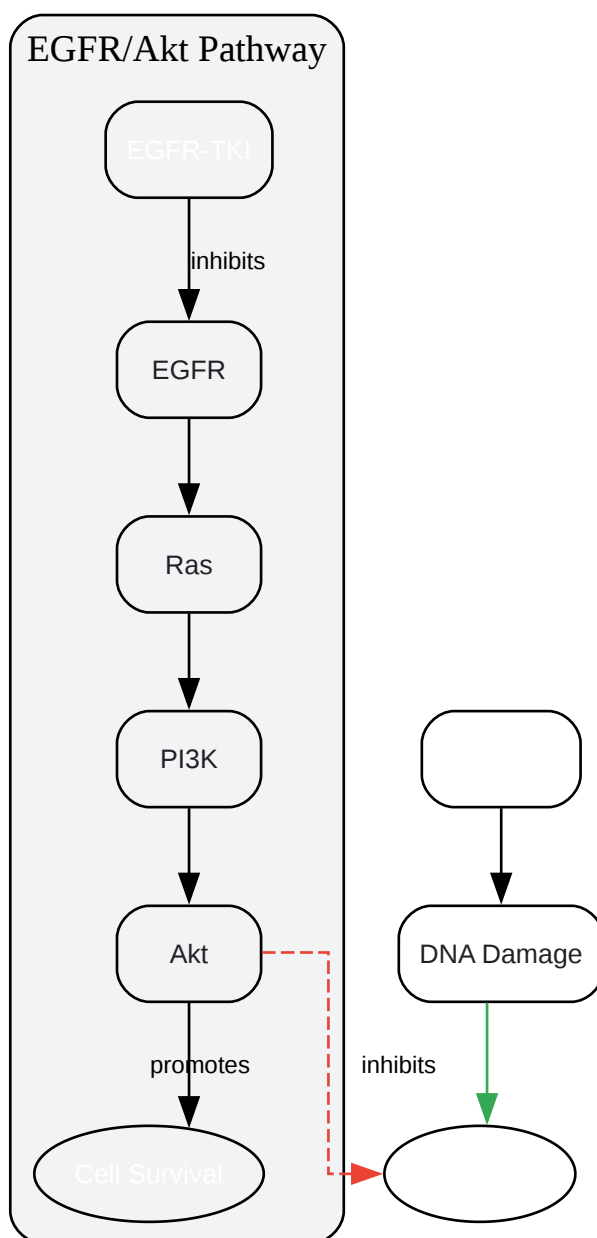 EGFR/Akt Pathway
EGFR-TKI
inhibits
EGFR
Ras
PI3K
Akt
DNA Damage
promotes
inhibits
Cell Survival